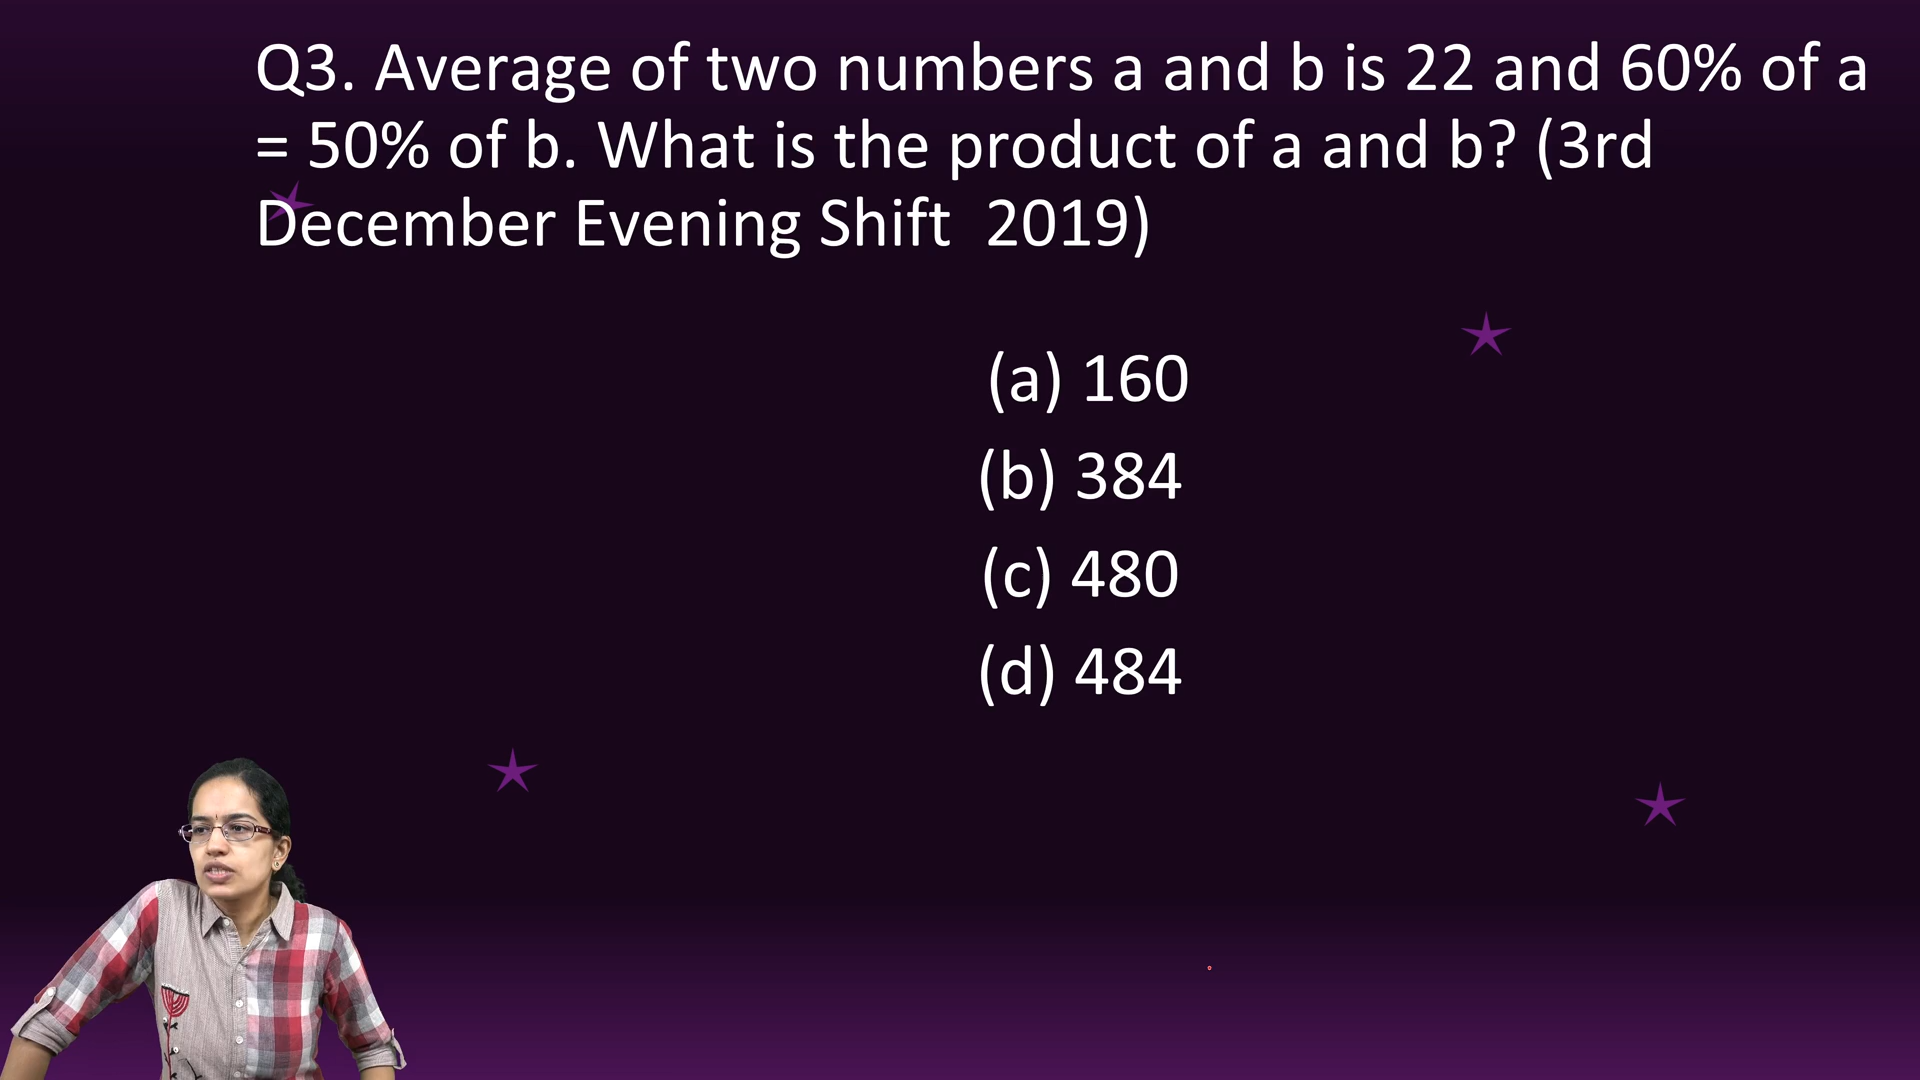 Q3. Average of two numbers a and b is 22 and 60% of a
= 50% of b. What is the product of a and b? (3rd
December Evening Shift  2019)
(a) 160
(b) 384
(c) 480
(d) 484